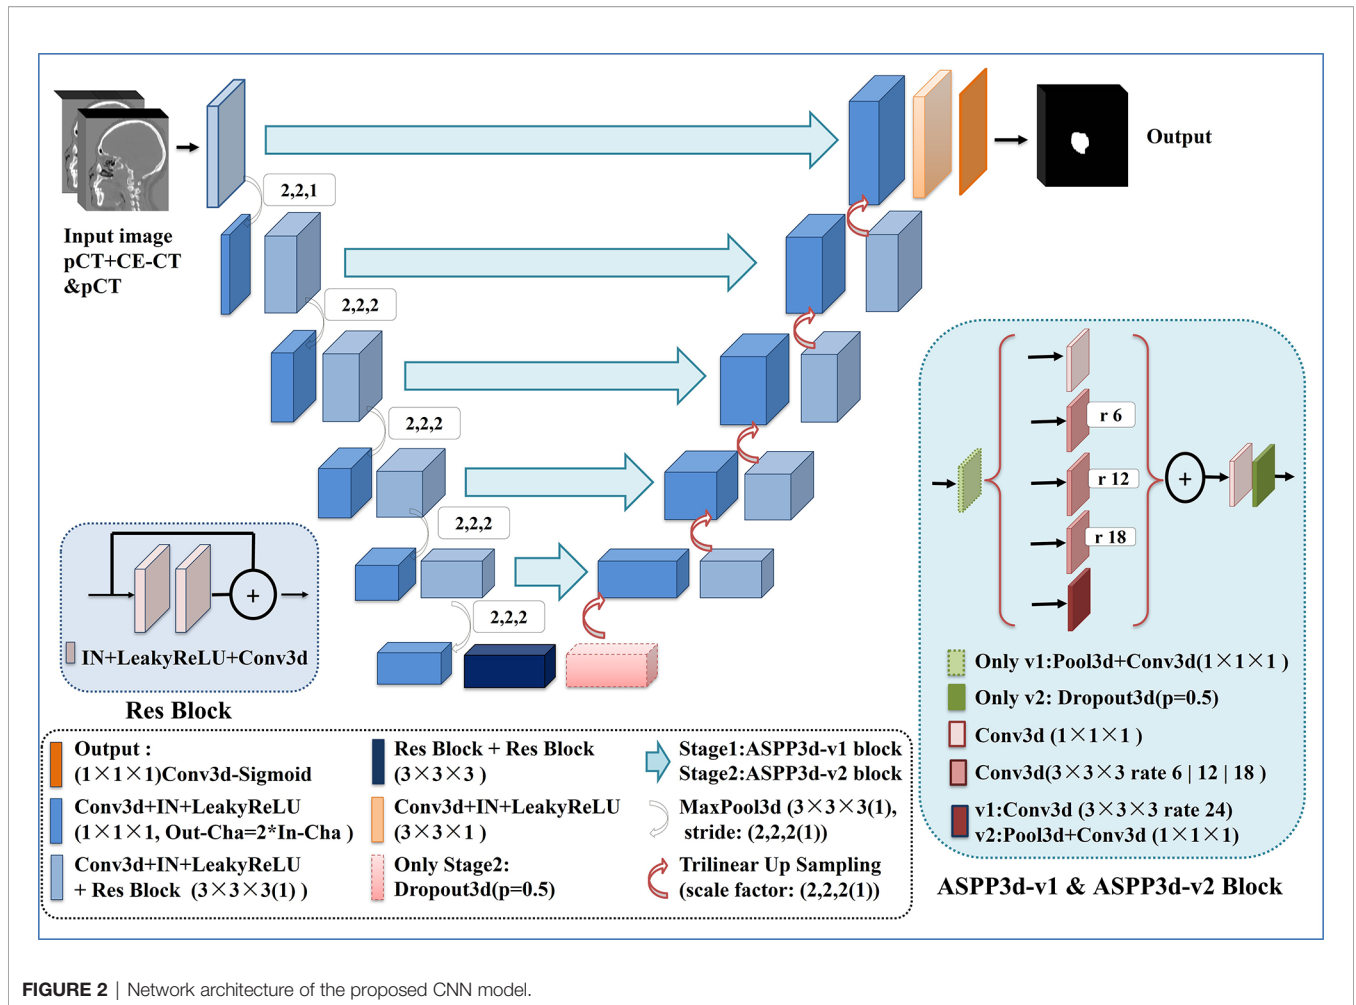 Input image
pCT+CE-CT
&pCT
2,2,1
2,2,2
2,2,2
2,2,2
2,2,2
Output
IN+LeakyReLU+Conv3d
Res Block
r 6
r 12
r 18
Only v1:Pool3d+Conv3d(1×1×1 )
Only v2: Dropout3d(p=0.5)
Conv3d (1×1×1 )
Conv3d(3×3×3 rate 6 | 12 | 18 )
v1:Conv3d (3×3×3 rate 24)
v2:Pool3d+Conv3d (1×1×1)
ASPP3d-v1 & ASPP3d-v2 Block
Output :
(1×1×1)Conv3d-Sigmoid
Conv3d+IN+LeakyReLU
(1×1×1, Out-Cha=2*In-Cha )
Conv3d+IN+LeakyReLU
+ Res Block (3×3×3(1) )
Res Block + Res Block
(3×3×3 )
Conv3d+IN+LeakyReLU
(3×3×1 )
Only Stage2:
Dropout3d(p=0.5)
Stage1:ASPP3d-v1 block
Stage2:ASPP3d-v2 block
MaxPool3d (3×3×3(1),
stride: (2,2,2(1))
Trilinear Up Sampling
(scale factor: (2,2,2(1))
FIGURE 2 | Network architecture of the proposed CNN model.